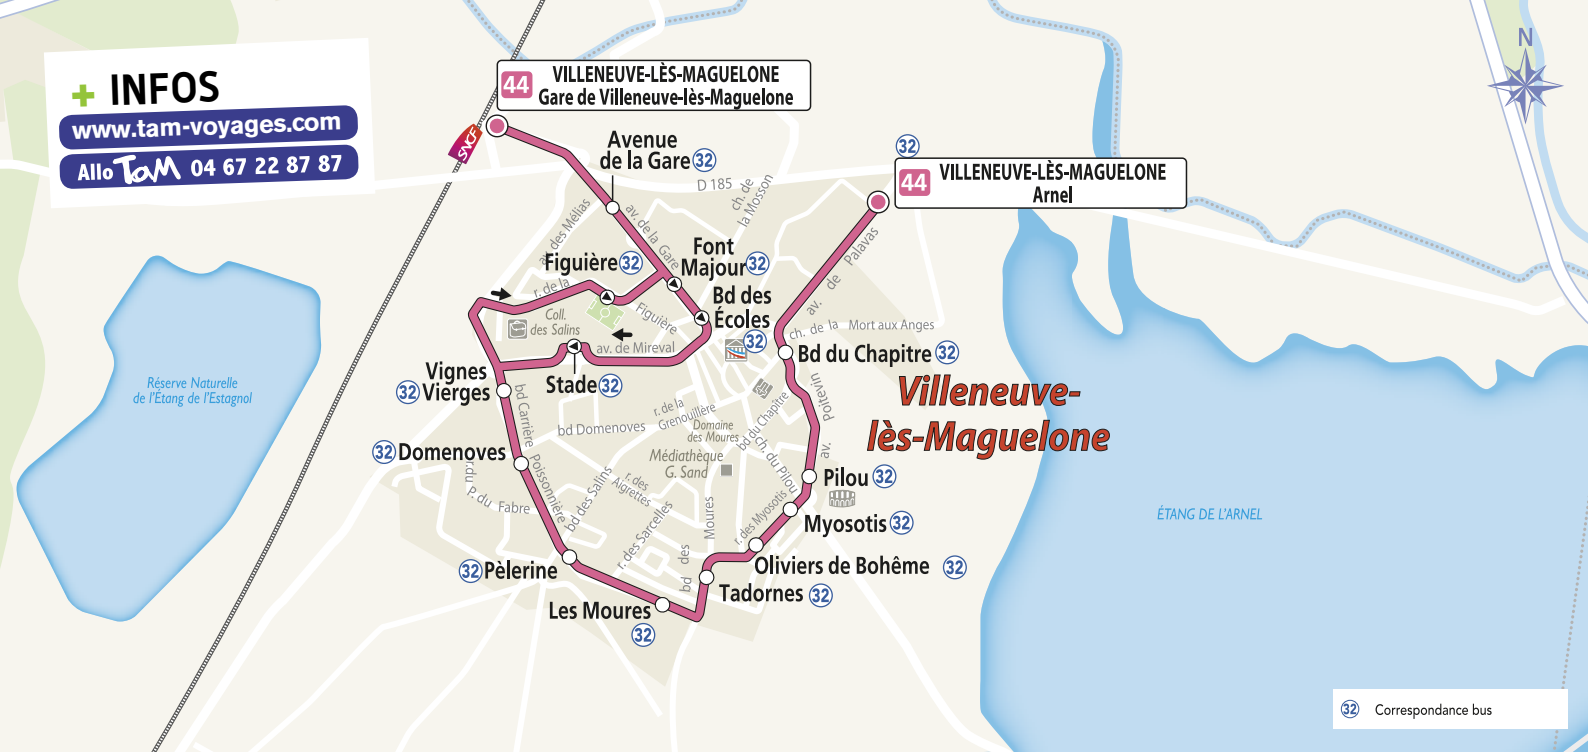 + INFOS
www.tam-voyages.com
Allo TaM 04 67 22 87 87
SNCF
44
VILLENEUVE-LÈS-MAGUELONE
Gare de Villeneuve-lès-Maguelone
N
Avenue
de la Gare 32
32
44
VILLENEUVE-LÈS-MAGUELONE
Arnel
D 185
ch. de
la Mosson
av. des Mélias
av. de la Gare
Font
Majour 32
Figuière 32
r. de la
Figuière
Bd des
Écoles
32
av. de Palavas
Coll.
des Salins
av. de Mireval
ch. de la Mort aux Anges
Bd du Chapitre 32
Vignes
32 Vierges
Stade 32
Réserve Naturelle
de l'Étang de l'Estagnol
Villeneuve-
lès-Maguelone
bd Carrière Poissonnière
bd Domenoves
r. de la
Grenouillère
Domaine
des Moures
bd du Chapitre
av. Poitevin
ch. du Pilou
32 Domenoves
Médiathèque
G. Sand
Pilou 32
r. du
P. du Fabre
bd des Salins
r. des
Aigrettes
r. des Sarcelles
bd des Moures
r. des Myosotis
Myosotis 32
ÉTANG DE L'ARNEL
32 Pèlerine
Oliviers de Bohême 32
Tadornes 32
Les Moures
32
32 Correspondance bus